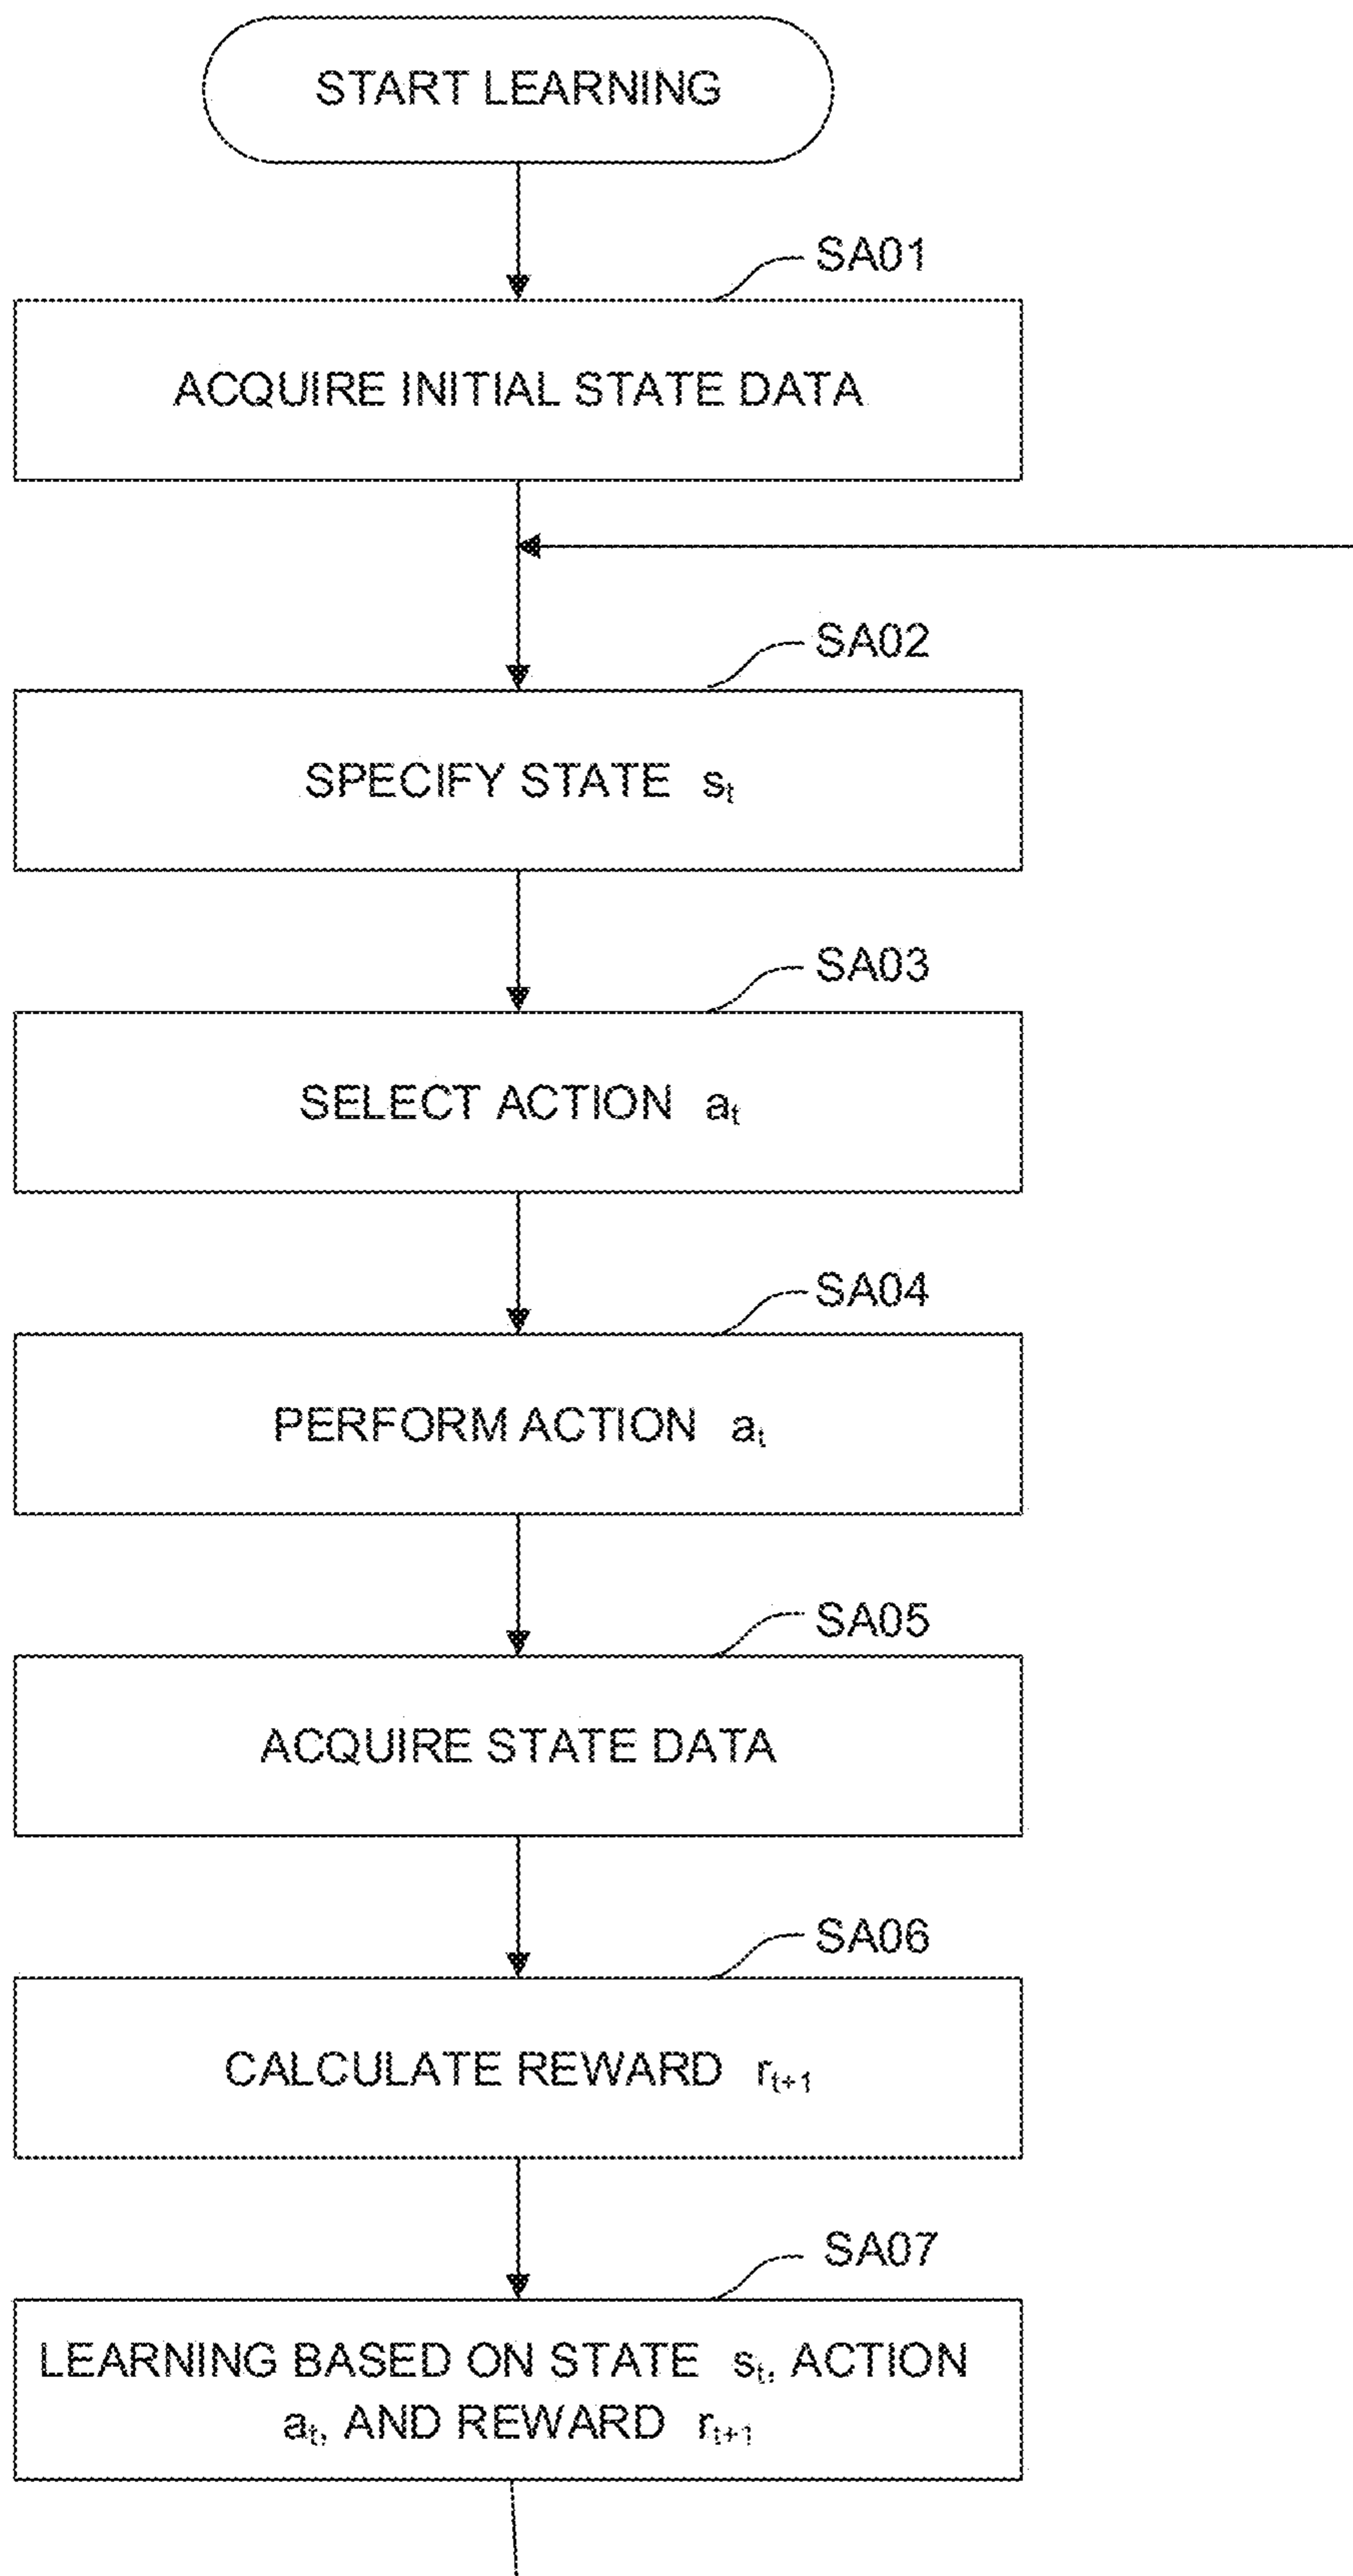 START LEARNING
SA01
ACQUIRE INITIAL STATE DATA
SA02
SPECIFY STATE sₜ
SA03
SELECT ACTION aₜ
SA04
PERFORM ACTION aₜ
SA05
ACQUIRE STATE DATA
SA06
CALCULATE REWARD rₜ₊₁
SA07
LEARNING BASED ON STATE sₜ, ACTION
aₜ, AND REWARD rₜ₊₁